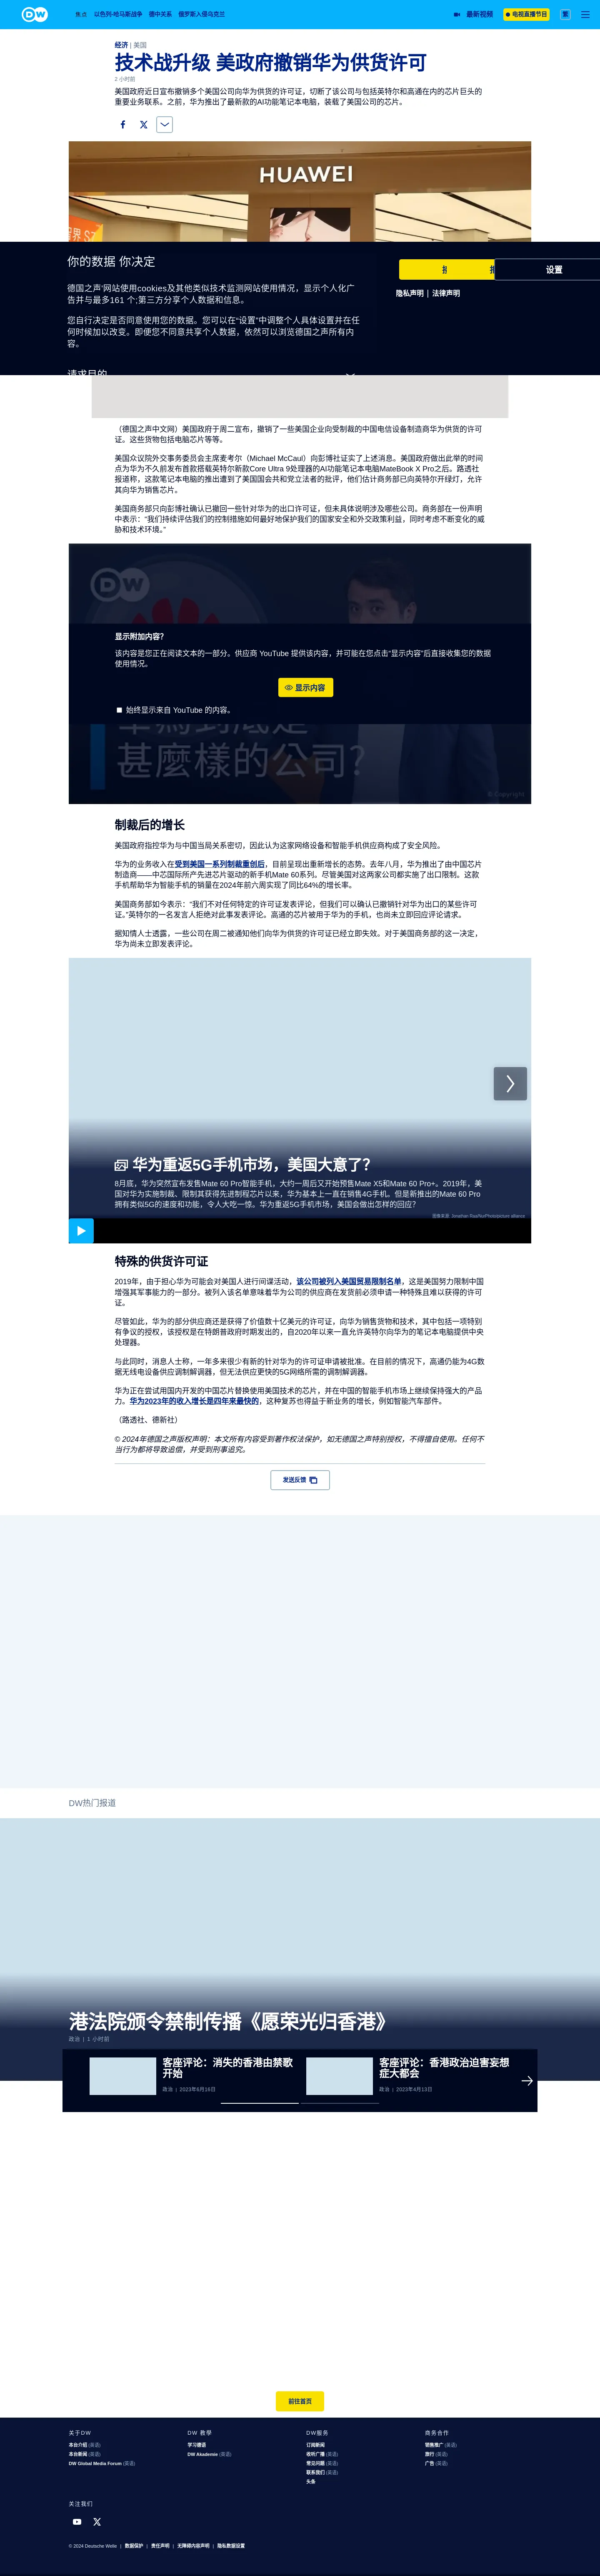 DW
焦点 以色列-哈马斯战争 德中关系 俄罗斯入侵乌克兰
最新视频 电视直播节目 繁
经济 | 美国
技术战升级 美政府撤销华为供货许可
2 小时前
美国政府近日宣布撤销多个美国公司向华为供货的许可证，切断了该公司与包括英特尔和高通在内的芯片巨头的
重要业务联系。之前，华为推出了最新款的AI功能笔记本电脑，装载了美国公司的芯片。
HUAWEI
你的数据 你决定
德国之声'网站使用cookies及其他类似技术监测网站使用情况，显示个人化广
告并与最多161 个;第三方分享个人数据和信息。
您自行决定是否同意使用您的数据。您可以在“设置”中调整个人具体设置并在任
何时候加以改变。即便您不同意共享个人数据，依然可以浏览德国之声所有内
容。
请求目的
设置
隐私声明 | 法律声明
（德国之声中文网）美国政府于周二宣布，撤销了一些美国企业向受制裁的中国电信设备制造商华为供货的许可
证。这些货物包括电脑芯片等等。
美国众议院外交事务委员会主席麦考尔（Michael McCaul）向彭博社证实了上述消息。美国政府做出此举的时间
点为华为不久前发布首款搭载英特尔新款Core Ultra 9处理器的AI功能笔记本电脑MateBook X Pro之后。路透社
报道称，这款笔记本电脑的推出遭到了美国国会共和党立法者的批评，他们估计商务部已向英特尔开绿灯，允许
其向华为销售芯片。
美国商务部只向彭博社确认已撤回一些针对华为的出口许可证，但未具体说明涉及哪些公司。商务部在一份声明
中表示：“我们持续评估我们的控制措施如何最好地保护我们的国家安全和外交政策利益，同时考虑不断变化的威
胁和技术环境。”
DW
显示附加内容？
该内容是您正在阅读文本的一部分。供应商 YouTube 提供该内容，并可能在您点击“显示内容”后直接收集您的数据
使用情况。
显示内容
始终显示来自 YouTube 的内容。
華為到底是
甚麼樣的公司？
© Copyright
制裁后的增长
美国政府指控华为与中国当局关系密切，因此认为这家网络设备和智能手机供应商构成了安全风险。
华为的业务收入在受到美国一系列制裁重创后，目前呈现出重新增长的态势。去年八月，华为推出了由中国芯片
制造商——中芯国际所产先进芯片驱动的新手机Mate 60系列。尽管美国对这两家公司都实施了出口限制。这款
手机帮助华为智能手机的销量在2024年前六周实现了同比64%的增长率。
美国商务部如今表示：“我们不对任何特定的许可证发表评论，但我们可以确认已撤销针对华为出口的某些许可
证。”英特尔的一名发言人拒绝对此事发表评论。高通的芯片被用于华为的手机，也尚未立即回应评论请求。
据知情人士透露，一些公司在周二被通知他们向华为供货的许可证已经立即失效。对于美国商务部的这一决定，
华为尚未立即发表评论。
华为重返5G手机市场，美国大意了？
8月底，华为突然宣布发售Mate 60 Pro智能手机，大约一周后又开始预售Mate X5和Mate 60 Pro+。2019年，美
国对华为实施制裁、限制其获得先进制程芯片以来，华为基本上一直在销售4G手机。但是新推出的Mate 60 Pro
拥有类似5G的速度和功能，令人大吃一惊。华为重返5G手机市场，美国会做出怎样的回应？
图像来源: Jonathan Raa/NurPhoto/picture alliance
特殊的供货许可证
2019年，由于担心华为可能会对美国人进行间谍活动，该公司被列入美国贸易限制名单，这是美国努力限制中国
增强其军事能力的一部分。被列入该名单意味着华为公司的供应商在发货前必须申请一种特殊且难以获得的许可
证。
尽管如此，华为的部分供应商还是获得了价值数十亿美元的许可证，向华为销售货物和技术，其中包括一项特别
有争议的授权，该授权是在特朗普政府时期发出的，自2020年以来一直允许英特尔向华为的笔记本电脑提供中央
处理器。
与此同时，消息人士称，一年多来很少有新的针对华为的许可证申请被批准。在目前的情况下，高通仍能为4G数
据无线电设备供应调制解调器，但无法供应更快的5G网络所需的调制解调器。
华为正在尝试用国内开发的中国芯片替换使用美国技术的芯片，并在中国的智能手机市场上继续保持强大的产品
力。华为2023年的收入增长是四年来最快的，这种复苏也得益于新业务的增长，例如智能汽车部件。
（路透社、德新社）
© 2024年德国之声版权声明：本文所有内容受到著作权法保护，如无德国之声特别授权，不得擅自使用。任何不
当行为都将导致追偿，并受到刑事追究。
发送反馈
DW热门报道
港法院颁令禁制传播《愿荣光归香港》
政治 | 1 小时前
客座评论：消失的香港由禁歌
开始
政治 | 2023年6月16日
客座评论：香港政治迫害妄想
症大都会
政治 | 2023年4月13日
前往首页
关于DW
本台介绍 (英语)
本台新闻 (英语)
DW Global Media Forum (英语)
DW 教學
学习德语
DW Akademie (英语)
DW服务
订阅新闻
收听广播 (英语)
常见问题 (英语)
联系我们 (英语)
头条
商务合作
销售推广 (英语)
旅行 (英语)
广告 (英语)
关注我们
© 2024 Deutsche Welle | 数据保护 | 责任声明 | 无障碍内容声明 | 隐私数据设置